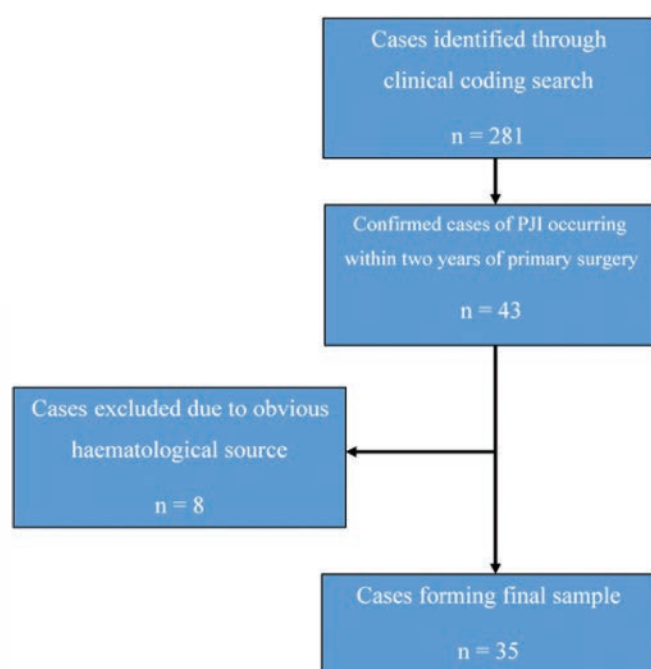 Cases identified through
clinical coding search
n = 281
Confirmed cases of PJI occurring
within two years of primary surgery
n = 43
Cases excluded due to obvious
haematological source
n = 8
Cases forming final sample
n = 35